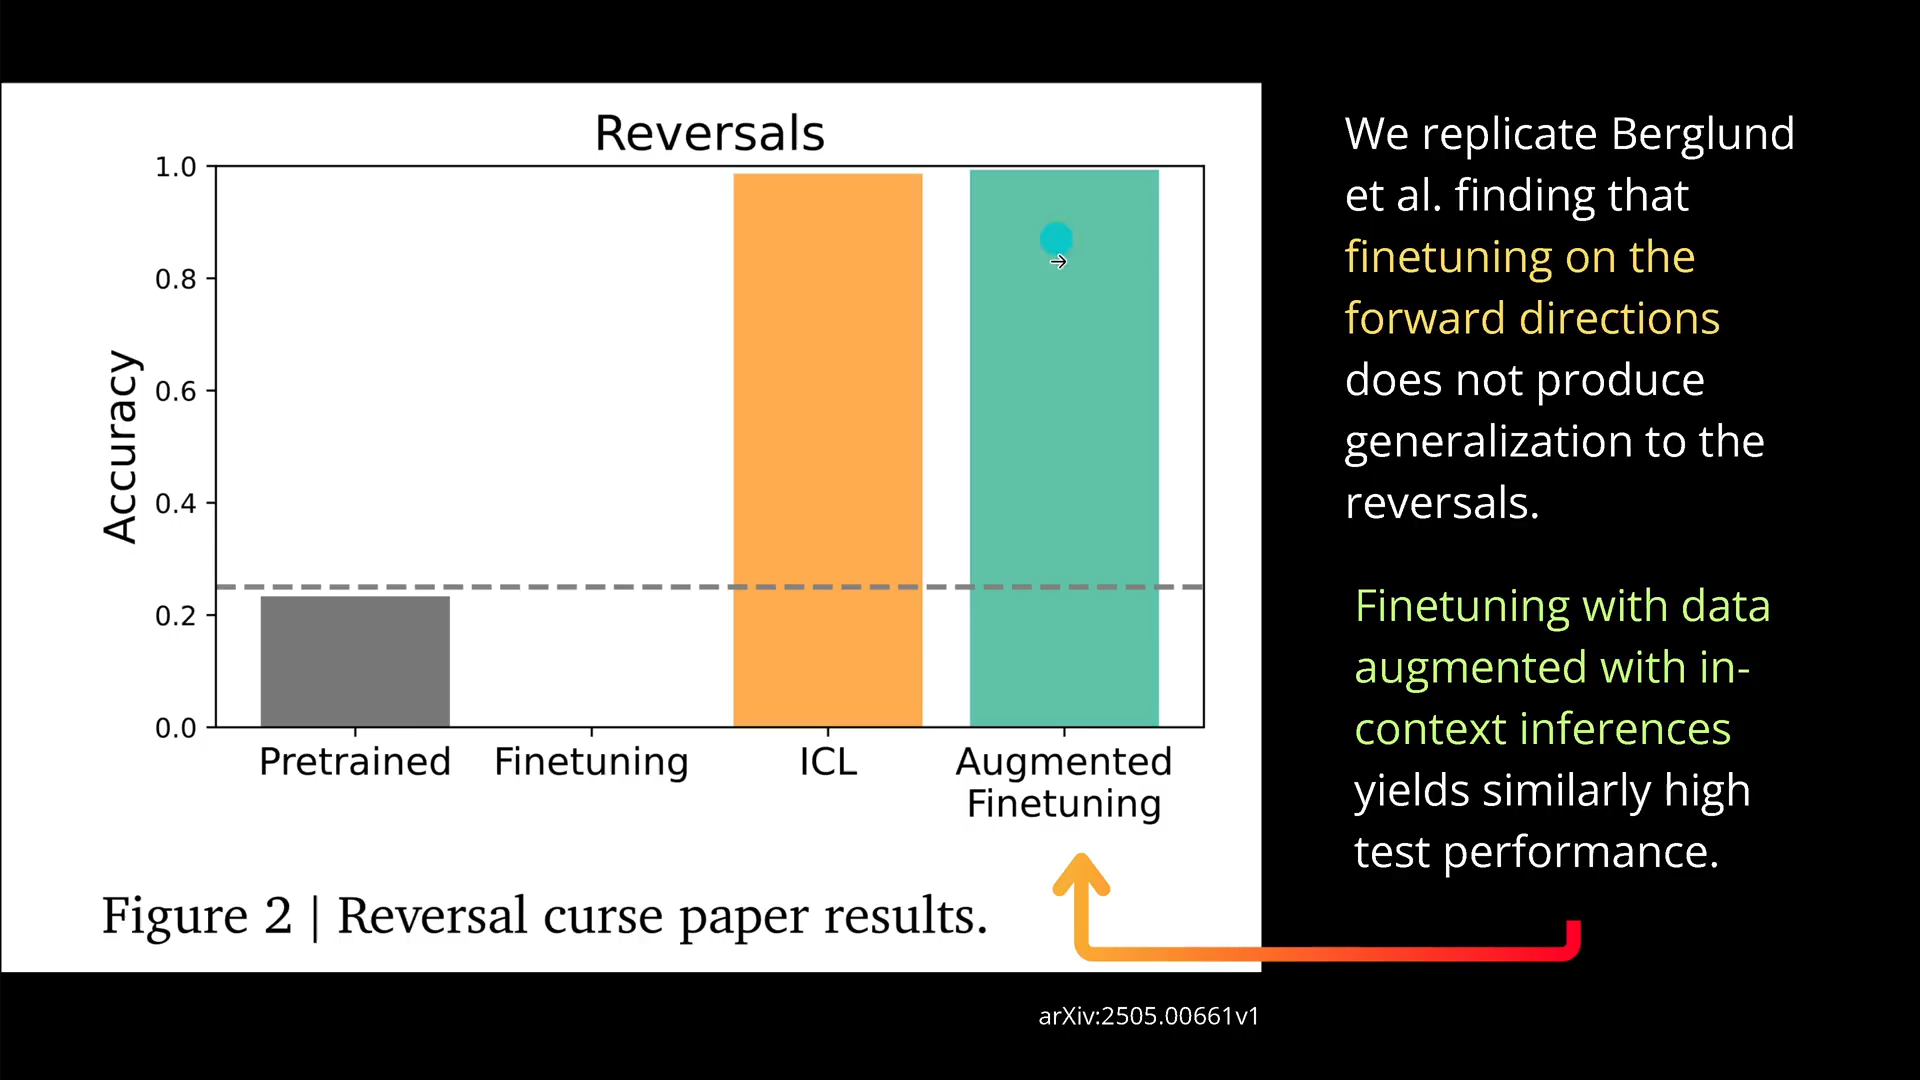 Reversals
1.0
0.8
0.6
0.4
0.2
0.0
Accuracy
Pretrained
Finetuning
ICL
Augmented
Finetuning
Figure 2 | Reversal curse paper results.
We replicate Berglund
et al. finding that
finetuning on the
forward directions
does not produce
generalization to the
reversals.
Finetuning with data
augmented with in-
context inferences
yields similarly high
test performance.
arXiv:2505.00661v1